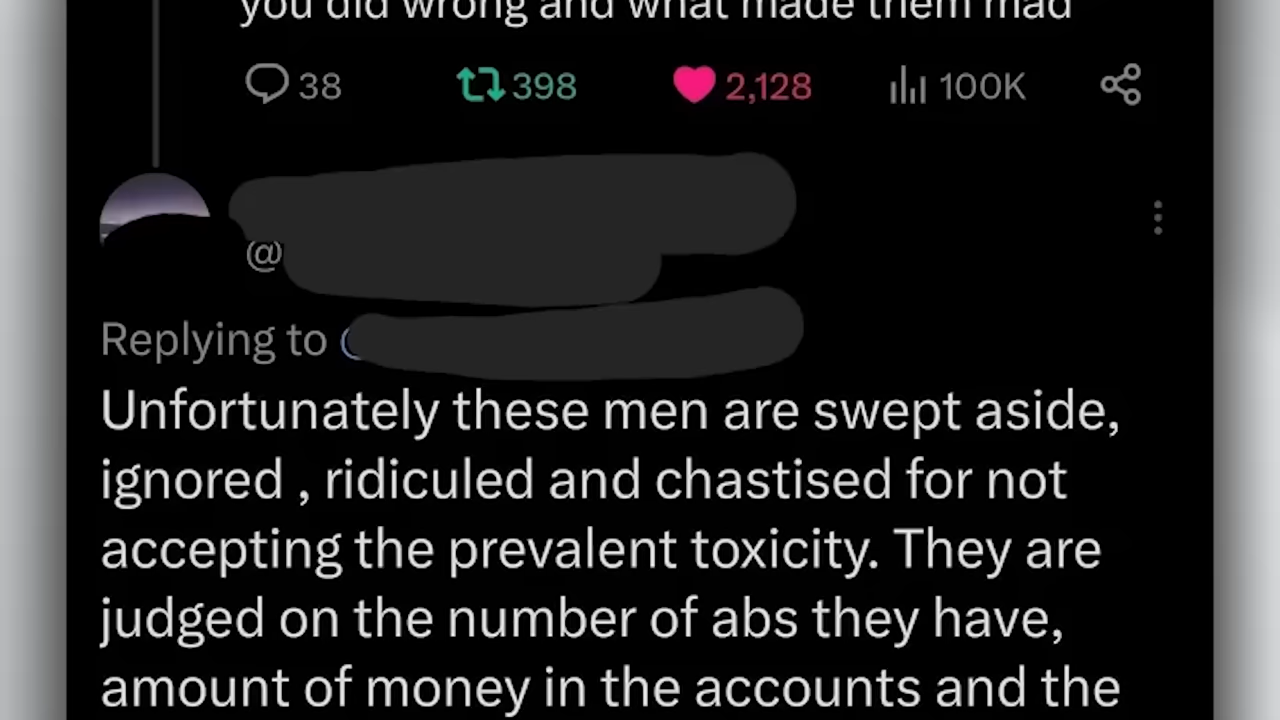 you did wrong and what made them mad
38 398 2,128 100K
@
Replying to
Unfortunately these men are swept aside,
ignored , ridiculed and chastised for not
accepting the prevalent toxicity. They are
judged on the number of abs they have,
amount of money in the accounts and the